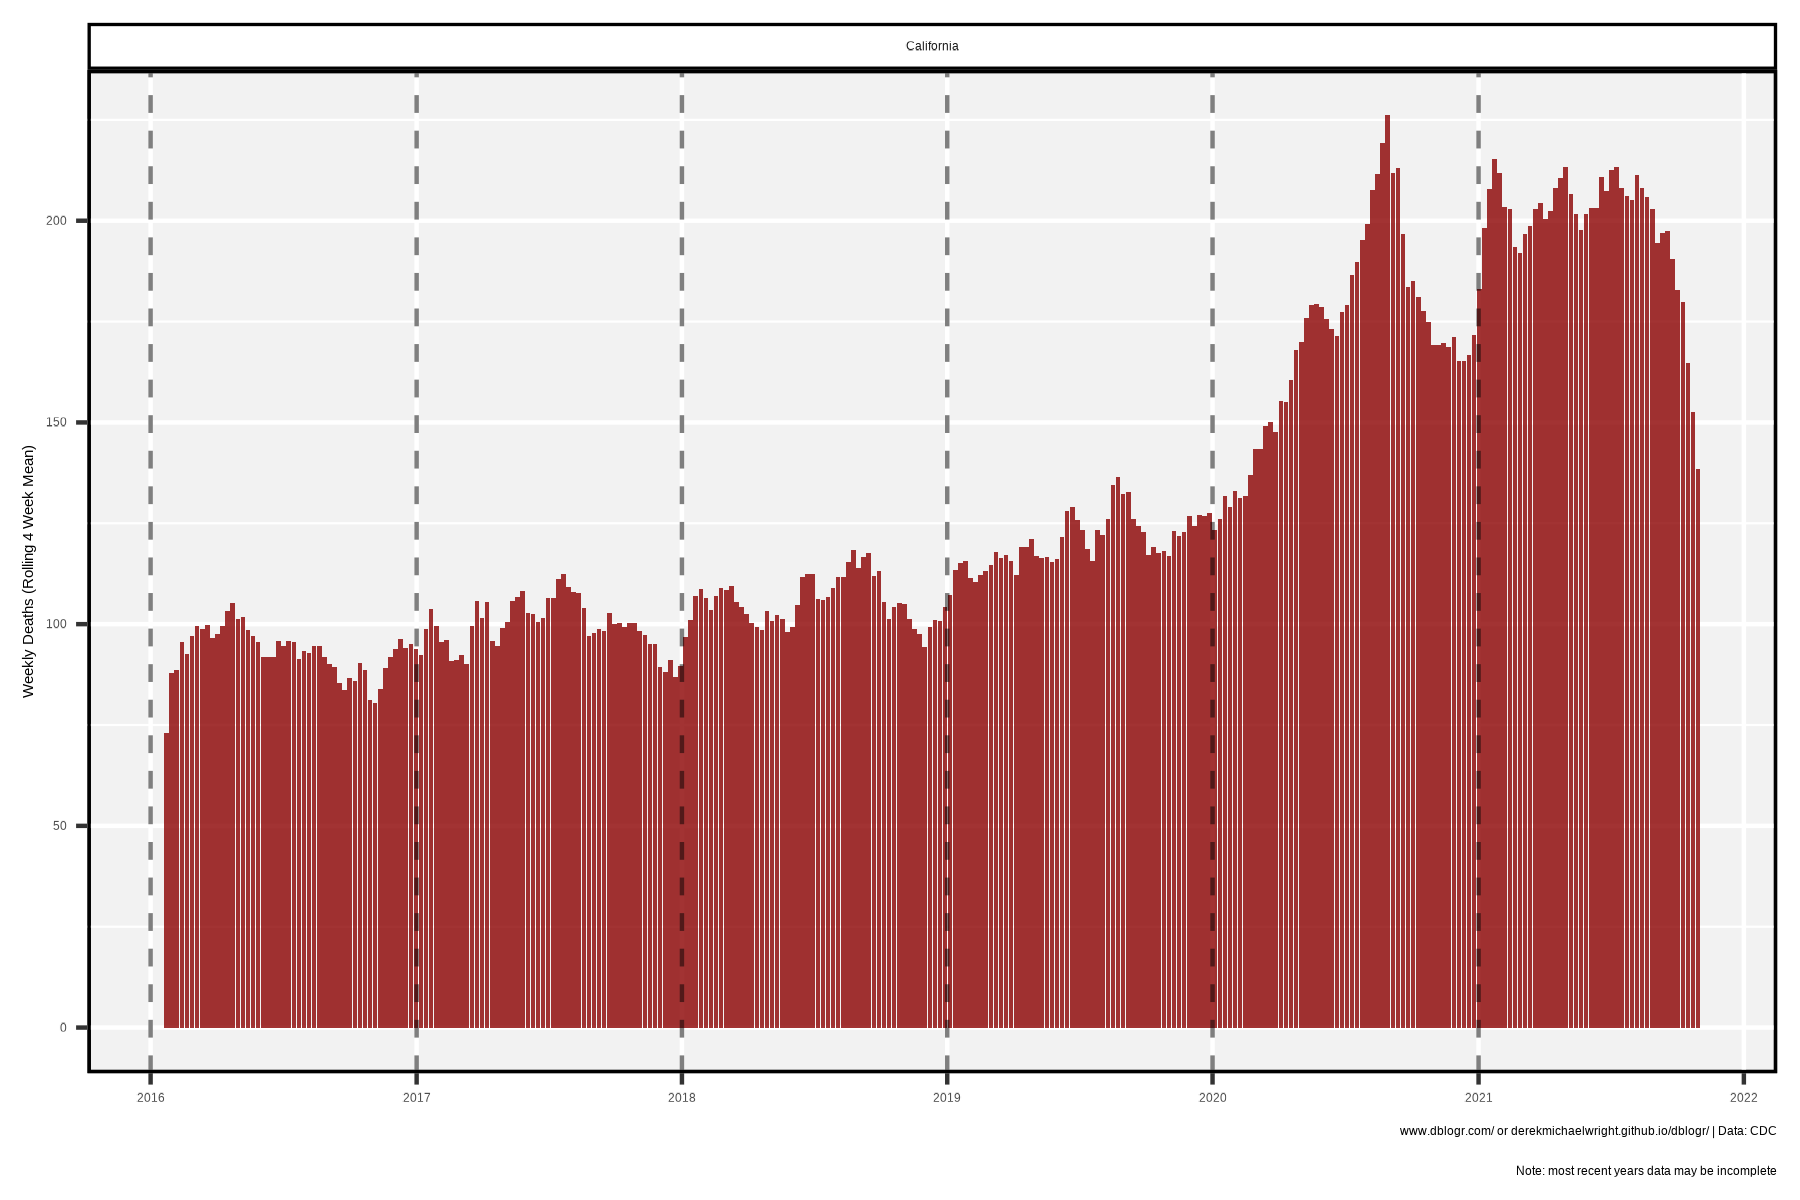 California
Weekly Deaths (Rolling 4 Week Mean)
200
150
100
50
0
2016 2017 2018 2019 2020 2021 2022
www.dblogr.com/ or derekmichaelwright.github.io/dblogr/ | Data: CDC
Note: most recent years data may be incomplete